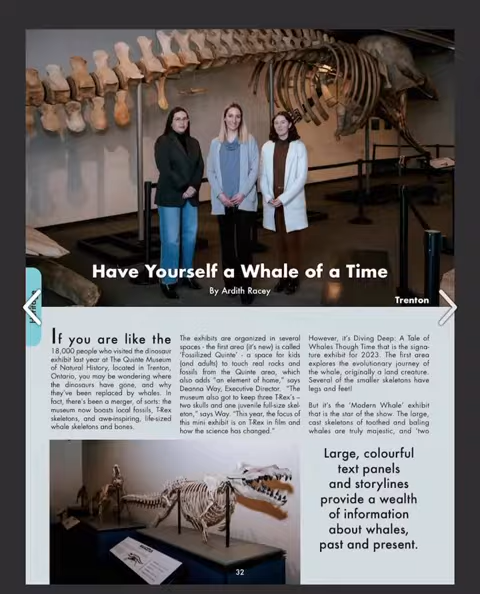 Have Yourself a Whale of a Time
By Ardith Racey
Trenton
If you are like the
18,000 people who visited the dinosaur
exhibit last year at The Quinte Museum
of Natural History, located in Trenton,
Ontario, you may be wondering where
the dinosaurs have gone, and why
they've been replaced by whales. In
fact, there's been a merger, of sorts: the
museum now boasts local fossils, T-Rex
skeletons, and awe-inspiring, life-sized
whale skeletons and bones.
The exhibits are organized in several
spaces - the first area (it's new) is called
'Fossilized Quinte' - a space for kids
(and adults) to touch real rocks and
fossils from the Quinte area, which
also adds "an element of home," says
Deanna Way, Executive Director. "The
museum also got to keep three T-Rex's –
two skulls and one juvenile full-size skel-
eton," says Way. "This year, the focus of
this mini exhibit is on T-Rex in film and
how the science has changed."
However, it's Diving Deep: A Tale of
Whales Though Time that is the signa-
ture exhibit for 2023. The first area
explores the evolutionary journey of
the whale, originally a land creature.
Several of the smaller skeletons have
legs and feet!
But it's the 'Modern Whale' exhibit
that is the star of the show. The large,
cast skeletons of toothed and baling
whales are truly majestic, and 'two
Large, colourful
text panels
and storylines
provide a wealth
of information
about whales,
past and present.
32